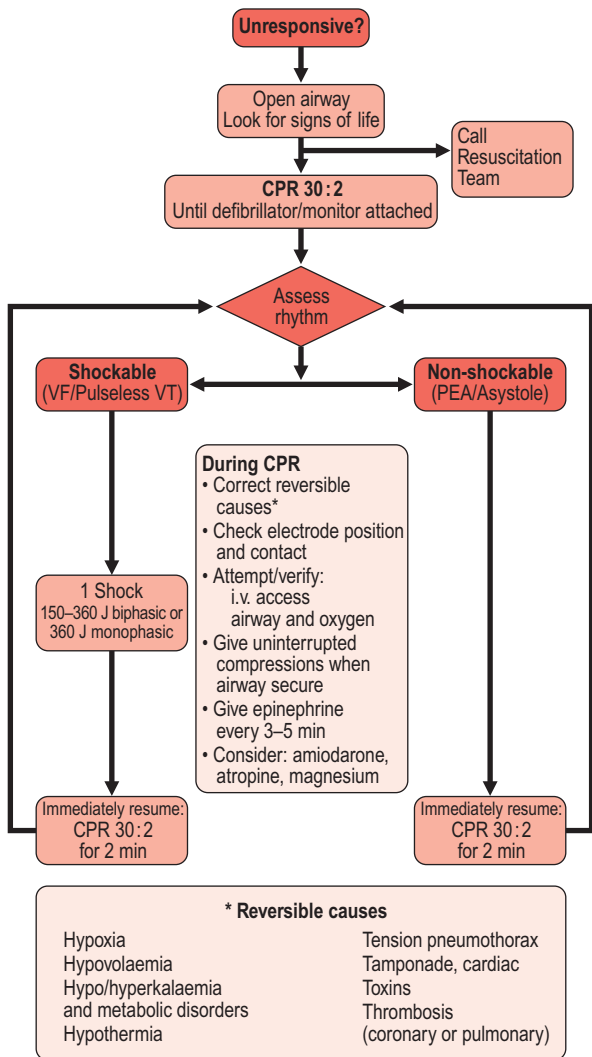 Unresponsive?
Open airway
Look for signs of life
Call
Resuscitation
Team
CPR 30:2
Until defibrillator/monitor attached
Assess
rhythm
Shockable
(VF/Pulseless VT)
Non-shockable
(PEA/Asystole)
During CPR
• Correct reversible
causes*
• Check electrode position
and contact
• Attempt/verify:
i.v. access
airway and oxygen
• Give uninterrupted
compressions when
airway secure
• Give epinephrine
every 3–5 min
• Consider: amiodarone,
atropine, magnesium
1 Shock
150–360 J biphasic or
360 J monophasic
Immediately resume:
CPR 30:2
for 2 min
Immediately resume:
CPR 30:2
for 2 min
* Reversible causes
Hypoxia
Hypovolaemia
Hypo/hyperkalaemia
and metabolic disorders
Hypothermia
Tension pneumothorax
Tamponade, cardiac
Toxins
Thrombosis
(coronary or pulmonary)